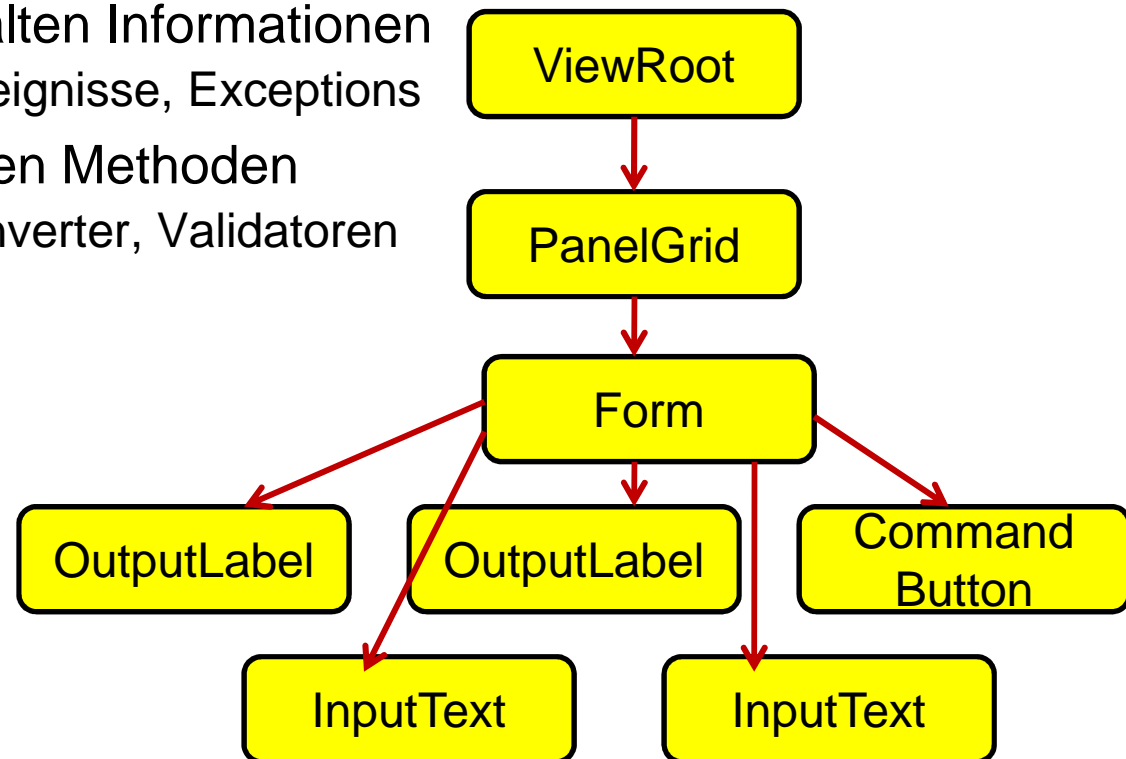 alten Informationen
eignisse, Exceptions
en Methoden
nverter, Validatoren
ViewRoot
PanelGrid
Form
OutputLabel
OutputLabel
Command
Button
InputText
InputText